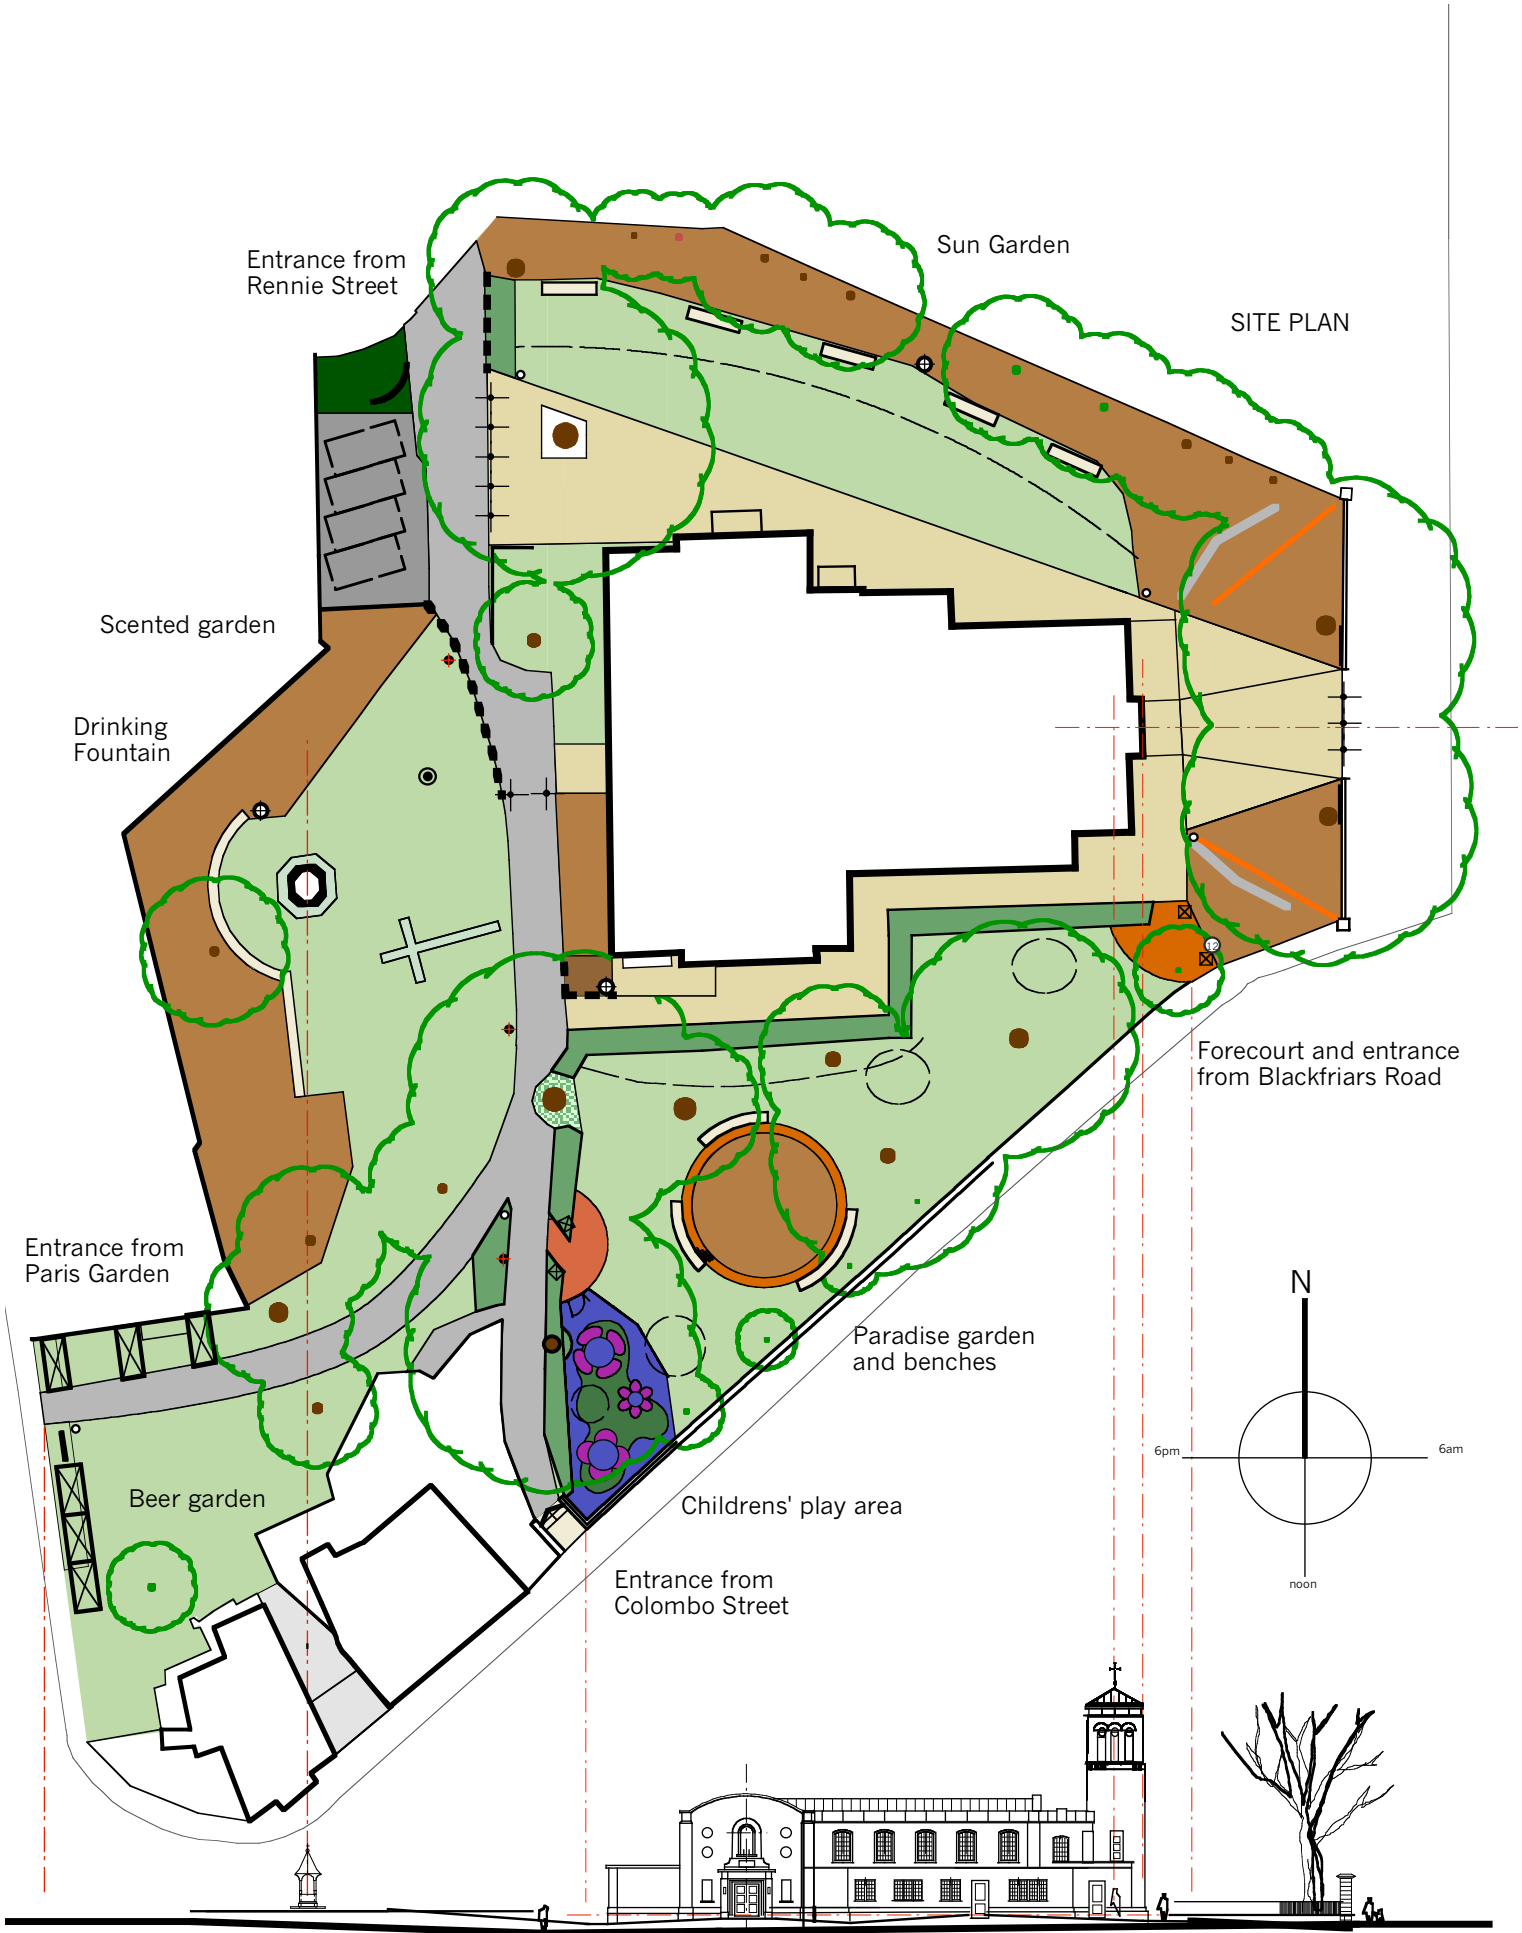 Sun Garden
Entrance from
Rennie Street
SITE PLAN
Scented garden
Drinking
Fountain
12
Forecourt and entrance
from Blackfriars Road
Entrance from
Paris Garden
N
Paradise garden
and benches
6pm
6am
Beer garden
Childrens' play area
Entrance from
Colombo Street
noon